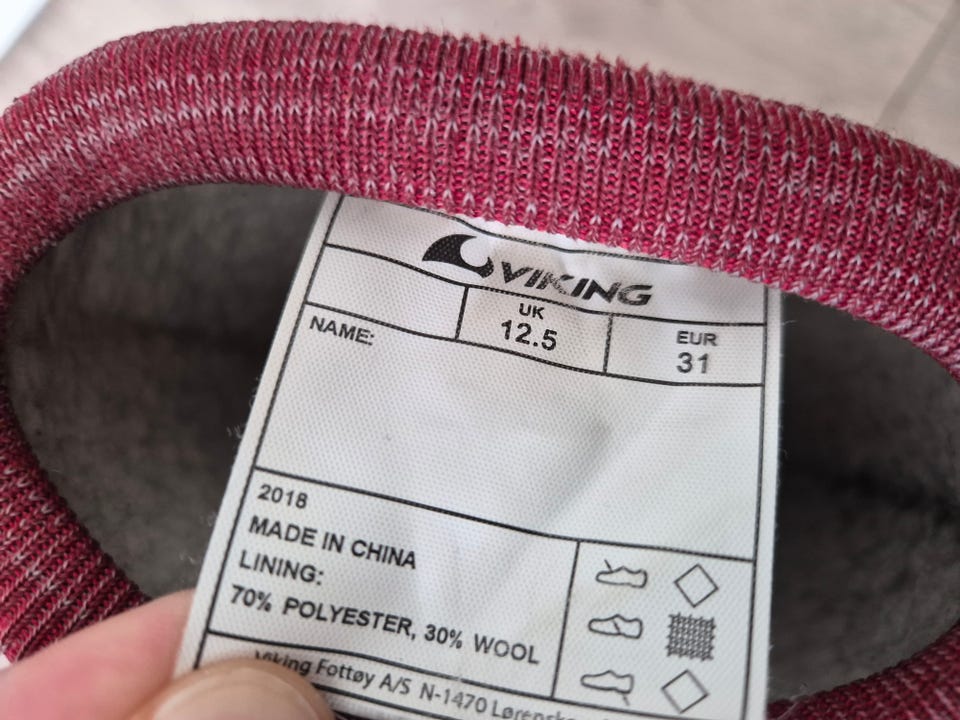 VIKING
UK
12.5
EUR
31
NAME:
2018
MADE IN CHINA
LINING:
70% POLYESTER, 30% WOOL
Viking Fottøy A/S N-1470